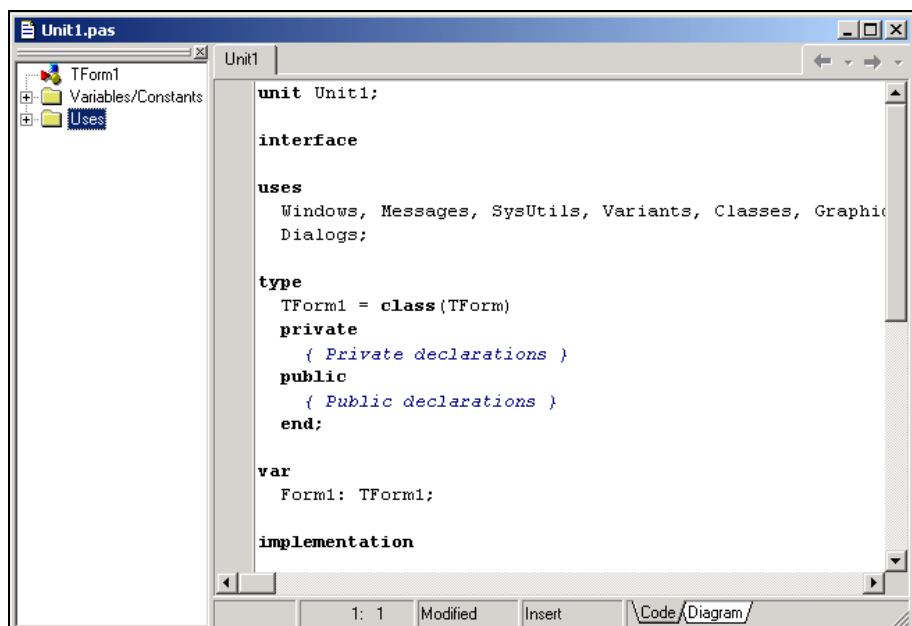 Unit1.pas
TForm1
Variables/Constants
Uses
Unit1
unit Unit1;
interface
uses
Windows, Messages, SysUtils, Variants, Classes, Graphic
Dialogs;
type
TForm1 = class(TForm)
private
{ Private declarations }
public
{ Public declarations }
end;
var
Form1: TForm1;
implementation
1: 1 Modified Insert Code Diagram